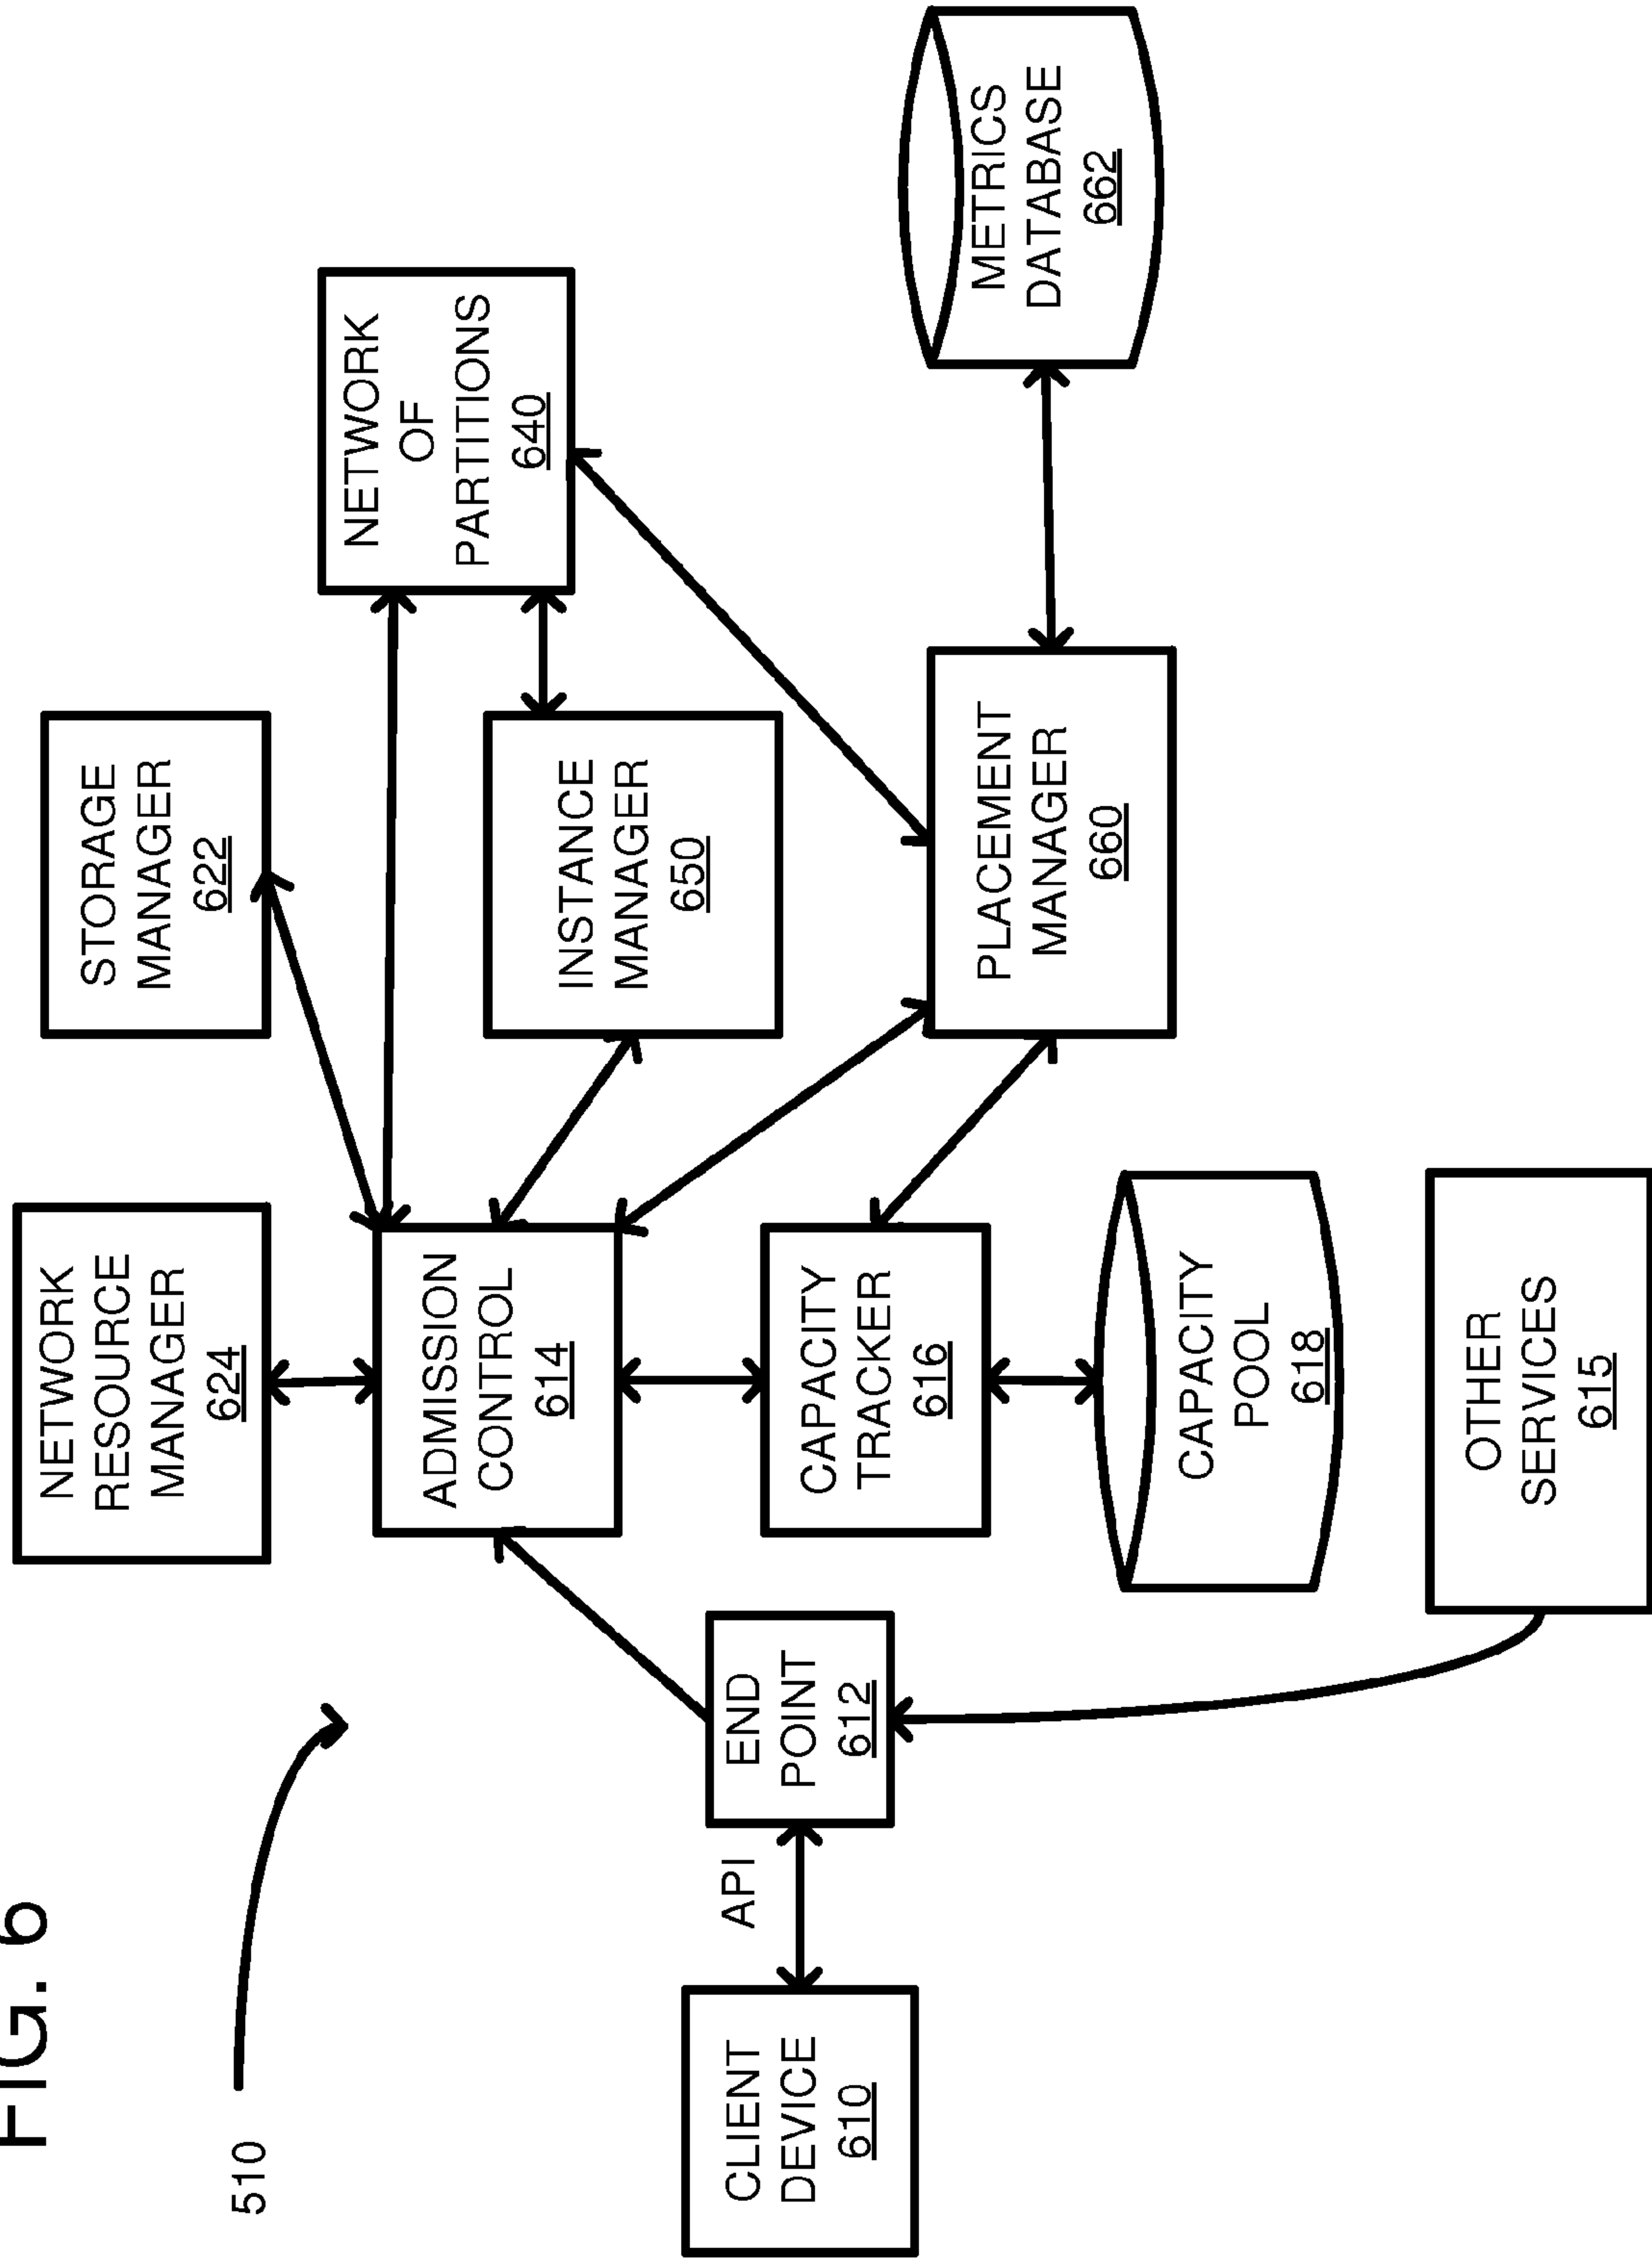 FIG. 6
510
NETWORK
RESOURCE
MANAGER
624
STORAGE
MANAGER
622
ADMISSION
CONTROL
614
NETWORK
OF
PARTITIONS
640
INSTANCE
MANAGER
650
CLIENT
DEVICE
610
API
END
POINT
612
CAPACITY
TRACKER
616
PLACEMENT
MANAGER
660
METRICS
DATABASE
662
CAPACITY
POOL
618
OTHER
SERVICES
615